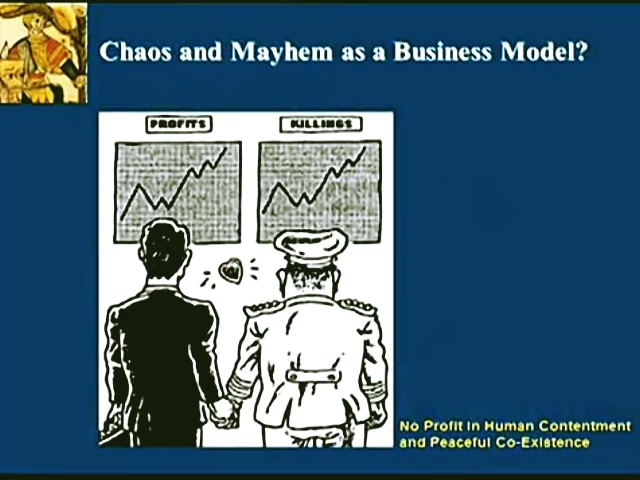 Chaos and Mayhem as a Business Model?
PROFITS
KILLINGS
No Profit in Human Contentment
and Peaceful Co-Existence